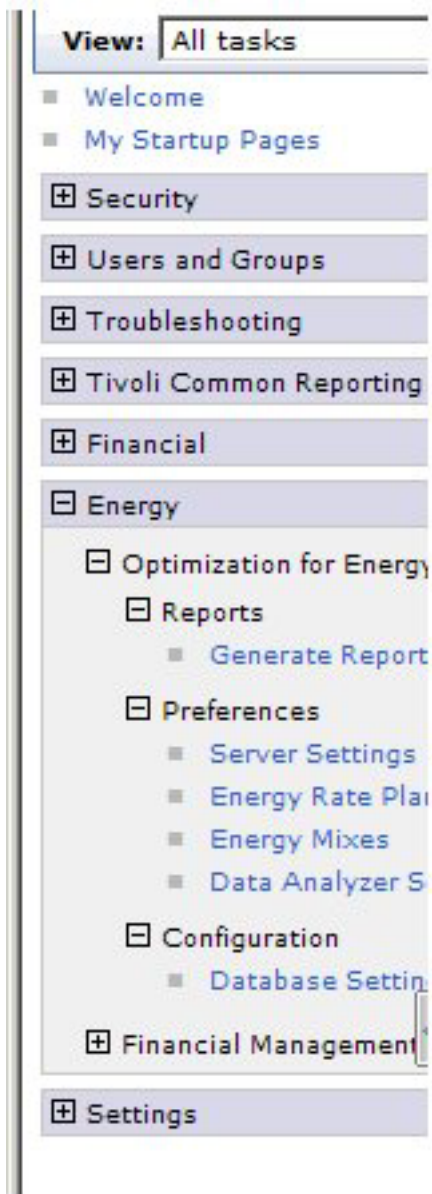 View: All tasks
Welcome
My Startup Pages
Security
Users and Groups
Troubleshooting
Tivoli Common Reporting
Financial
Energy
Optimization for Energy
Reports
Generate Report
Preferences
Server Settings
Energy Rate
Energy Mixes
Data Analyzer
Configuration
Database
Financial Management
Settings